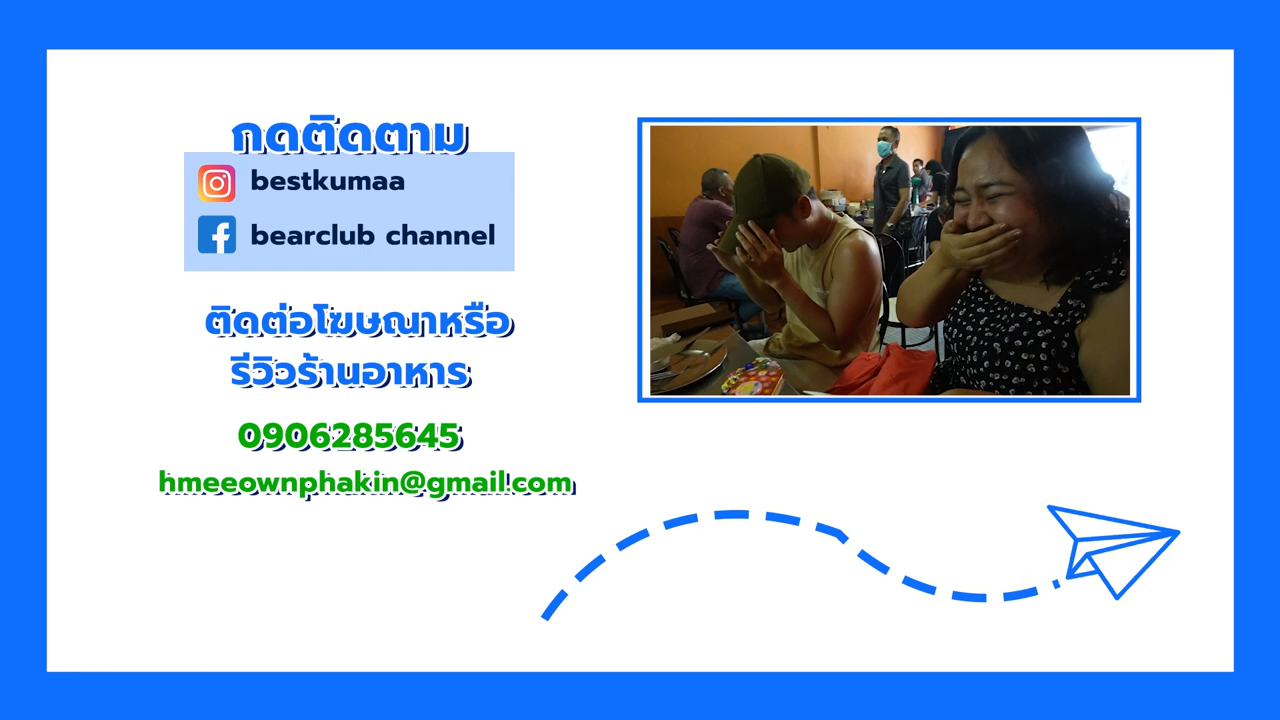 กดติดตาม
bestkumaa
bearclub channel
ติดต่อโฆษณาหรือ
รีวิวร้านอาหาร
0906285645
hmeeownphakin@gmail.com